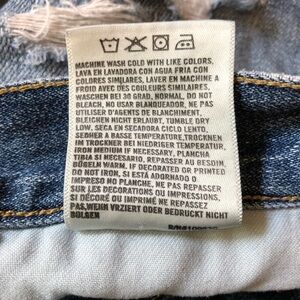 MACHINE WASH COLD WITH LIKE COLORS,
LAVA EN LAVADORA CON AGUA FRIA CON
COLORES SIMILARES, LAVER EN MACHINE A
FROID AVEC DES COULEURS SIMILAIRES,
WASCHEN BEI 30 GRAD, NORMAL, DO NOT
BLEACH, NO USAR BLANQUEADOR, NE PAS
UTILISER D'AGENTS DE BLANCHIMENT,
BLEICHEN NICHT ERLAUBT, TUMBLE DRY
LOW, SECA EN SECADORA CICLO LENTO,
SECHER A BASSE TEMPERATURE, TROCKNEN
IM TROCKNER BEI NIEDRIGER TEMPERATUR,
IRON MEDIUM IF NECESSARY, PLANCHA
TIBIA SI NECESARIO, REPASSER AU BESOIN,
BÜGELN WARM, IF DECORATED OR PRINTED
DO NOT IRON, SI ESTÁ ADORNADO O
IMPRESO NO PLANCHE, NE PAS REPASSER
SUR LES DECORATIONS OU IMPRESSIONS,
SI DÉCORÉ OU IMPRIMÉ NE REPASSER
PAS, WENN VRZIERT ODER BEDRUCKT NICHT
BÜLGEN